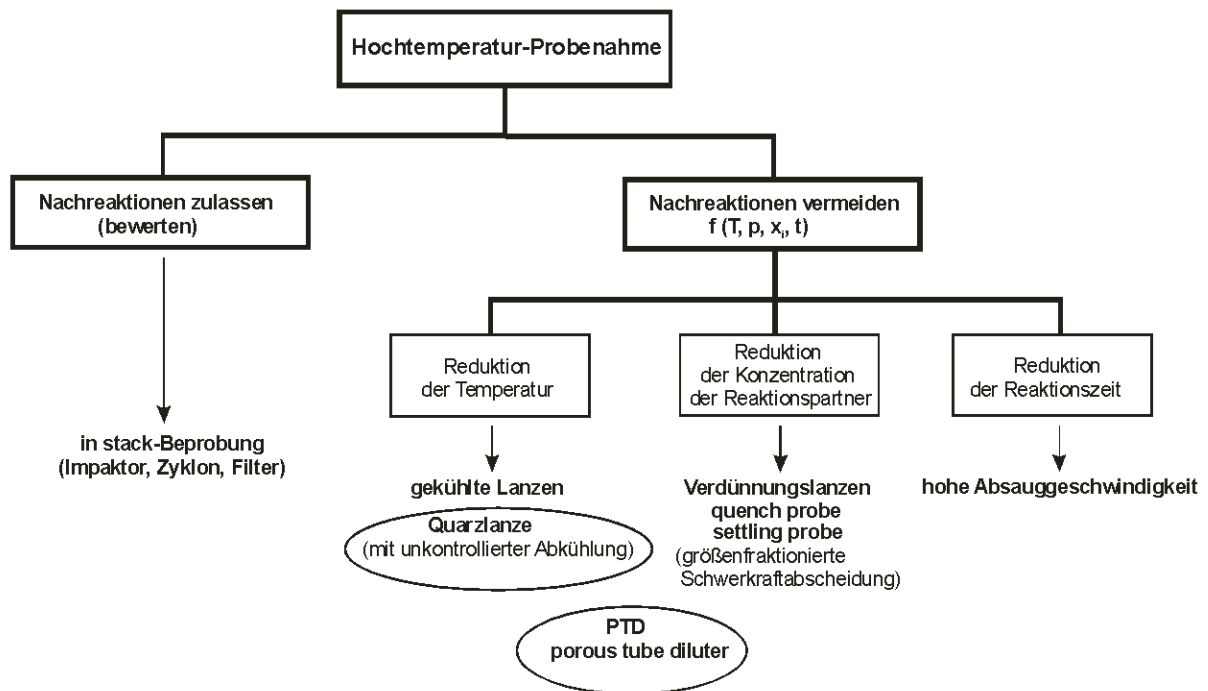 Hochtemperatur-Probenahme
Nachreaktionen zulassen
(bewerten)
Nachreaktionen vermeiden
f (T, p, xᵢ, t)
Reduktion
der Temperatur
Reduktion
der Konzentration
der Reaktionspartner
Reduktion
der Reaktionszeit
in stack-Beprobung
(Impaktor, Zyklon, Filter)
gekühlte Lanzen
Quarzlanze
(mit unkontrollierter Abkühlung)
Verdünnungslanzen
quench probe
settling probe
(größenfraktionierte
Schwerkraftabscheidung)
hohe Absauggeschwindigkeit
PTD
porous tube diluter